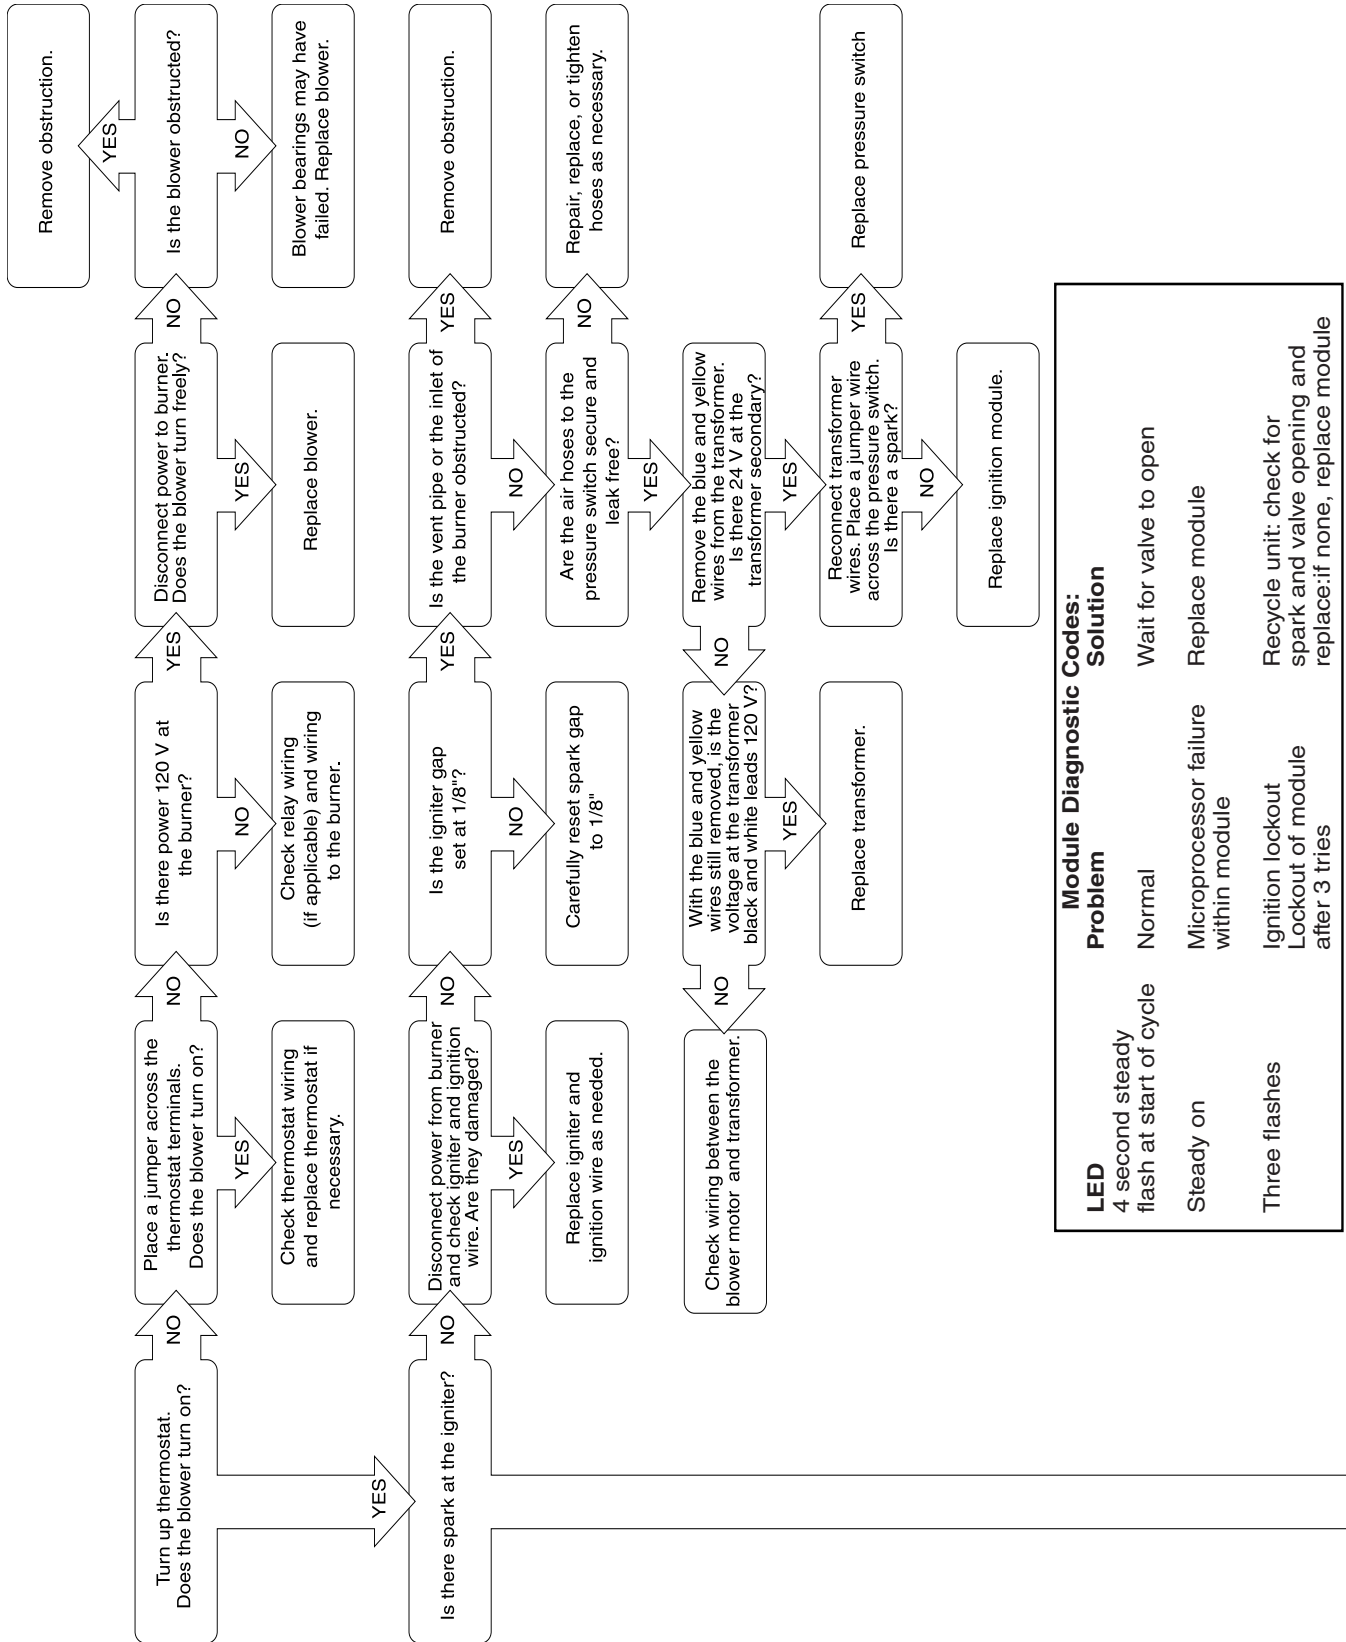 Turn up thermostat.
Does the blower turn on?
NO
YES
Place a jumper across the
thermostat terminals.
Does the blower turn on?
YES
Check thermostat wiring
and replace thermostat if
necessary.
NO
Is there power 120 V at
the burner?
NO
Check relay wiring
(if applicable) and wiring
to the burner.
YES
Disconnect power to burner.
Does the blower turn freely?
YES
Replace blower.
NO
Is the blower obstructed?
YES
Remove obstruction.
NO
Blower bearings may have
failed. Replace blower.
Is there spark at the igniter?
NO
Disconnect power from burner
and check igniter and ignition
wire. Are they damaged?
YES
Replace igniter and
ignition wire as needed.
NO
Is the igniter gap
set at 1/8"?
NO
Carefully reset spark gap
to 1/8"
YES
Is the vent pipe or the inlet of
the burner obstructed?
YES
Remove obstruction.
NO
Are the air hoses to the
pressure switch secure and
leak free?
NO
Repair, replace, or tighten
hoses as necessary.
YES
Remove the blue and yellow
wires from the transformer.
Is there 24 V at the
transformer secondary?
NO
With the blue and yellow
wires still removed, is the
voltage at the transformer
black and white leads 120 V?
NO
Check wiring between the
blower motor and transformer.
YES
Replace transformer.
YES
Reconnect transformer
wires. Place a jumper wire
across the pressure switch.
Is there a spark?
YES
Replace pressure switch
NO
Replace ignition module.
Module Diagnostic Codes:
LED Problem Solution
4 second steady
flash at start of cycle Normal Wait for valve to open
Steady on Microprocessor failure Replace module
within module
Three flashes Ignition lockout Recycle unit: check for
Lockout of module spark and valve opening and
after 3 tries replace:if none, replace module